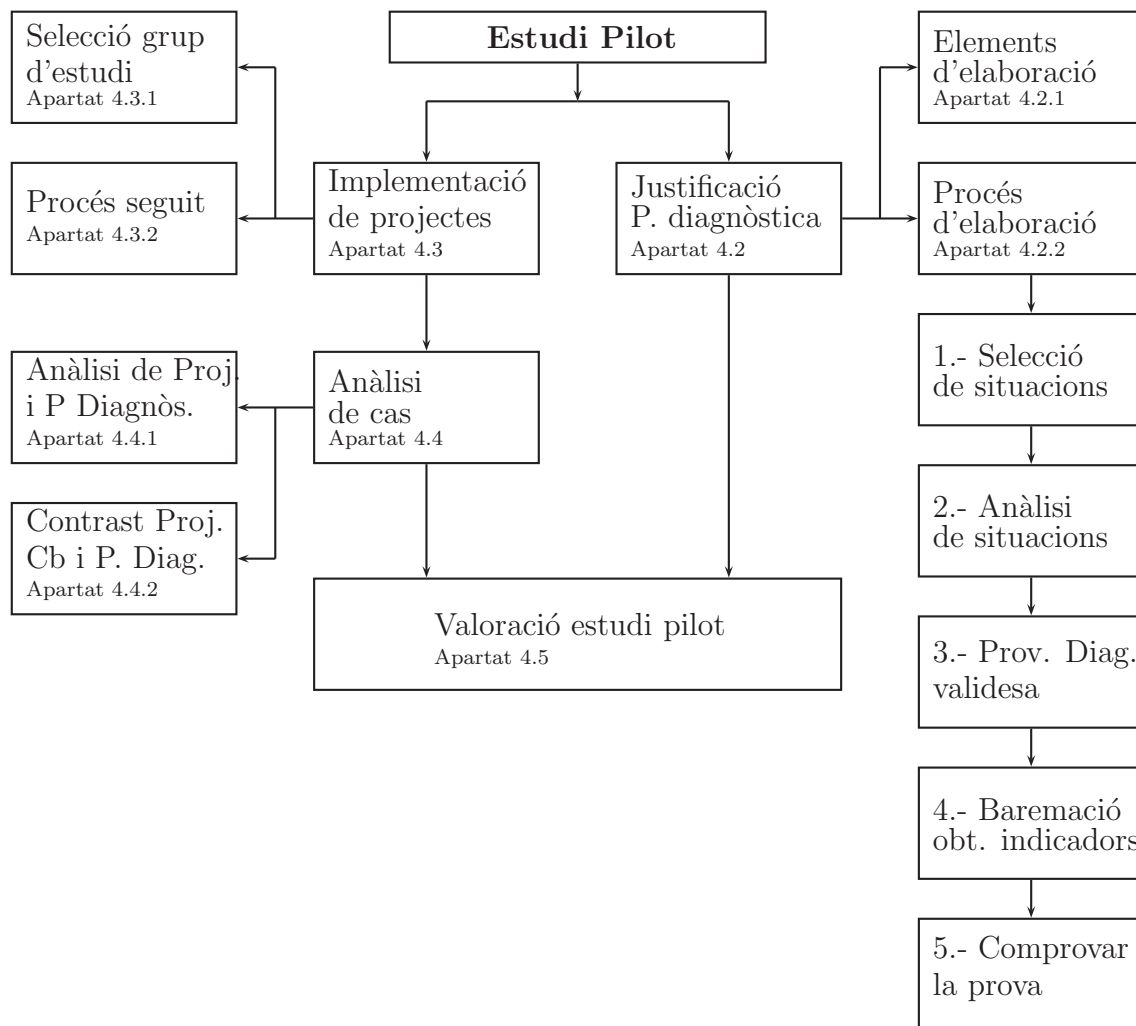 Estudi Pilot
Selecció grup
d'estudi
Apartat 4.3.1
Elements
d'elaboració
Apartat 4.2.1
Procés seguit
Apartat 4.3.2
Implementació
de projectes
Apartat 4.3
Justificació
P. diagnòstica
Apartat 4.2
Procés
d'elaboració
Apartat 4.2.2
Anàlisi de Proj.
i P Diagnòs.
Apartat 4.4.1
Anàlisi
de cas
Apartat 4.4
1.- Selecció
de situacions
Contrast Proj.
Cb i P. Diag.
Apartat 4.4.2
2.- Anàlisi
de situacions
Valoració estudi pilot
Apartat 4.5
3.- Prov. Diag.
validesa
4.- Baremació
obt. indicadors
5.- Comprovar
la prova